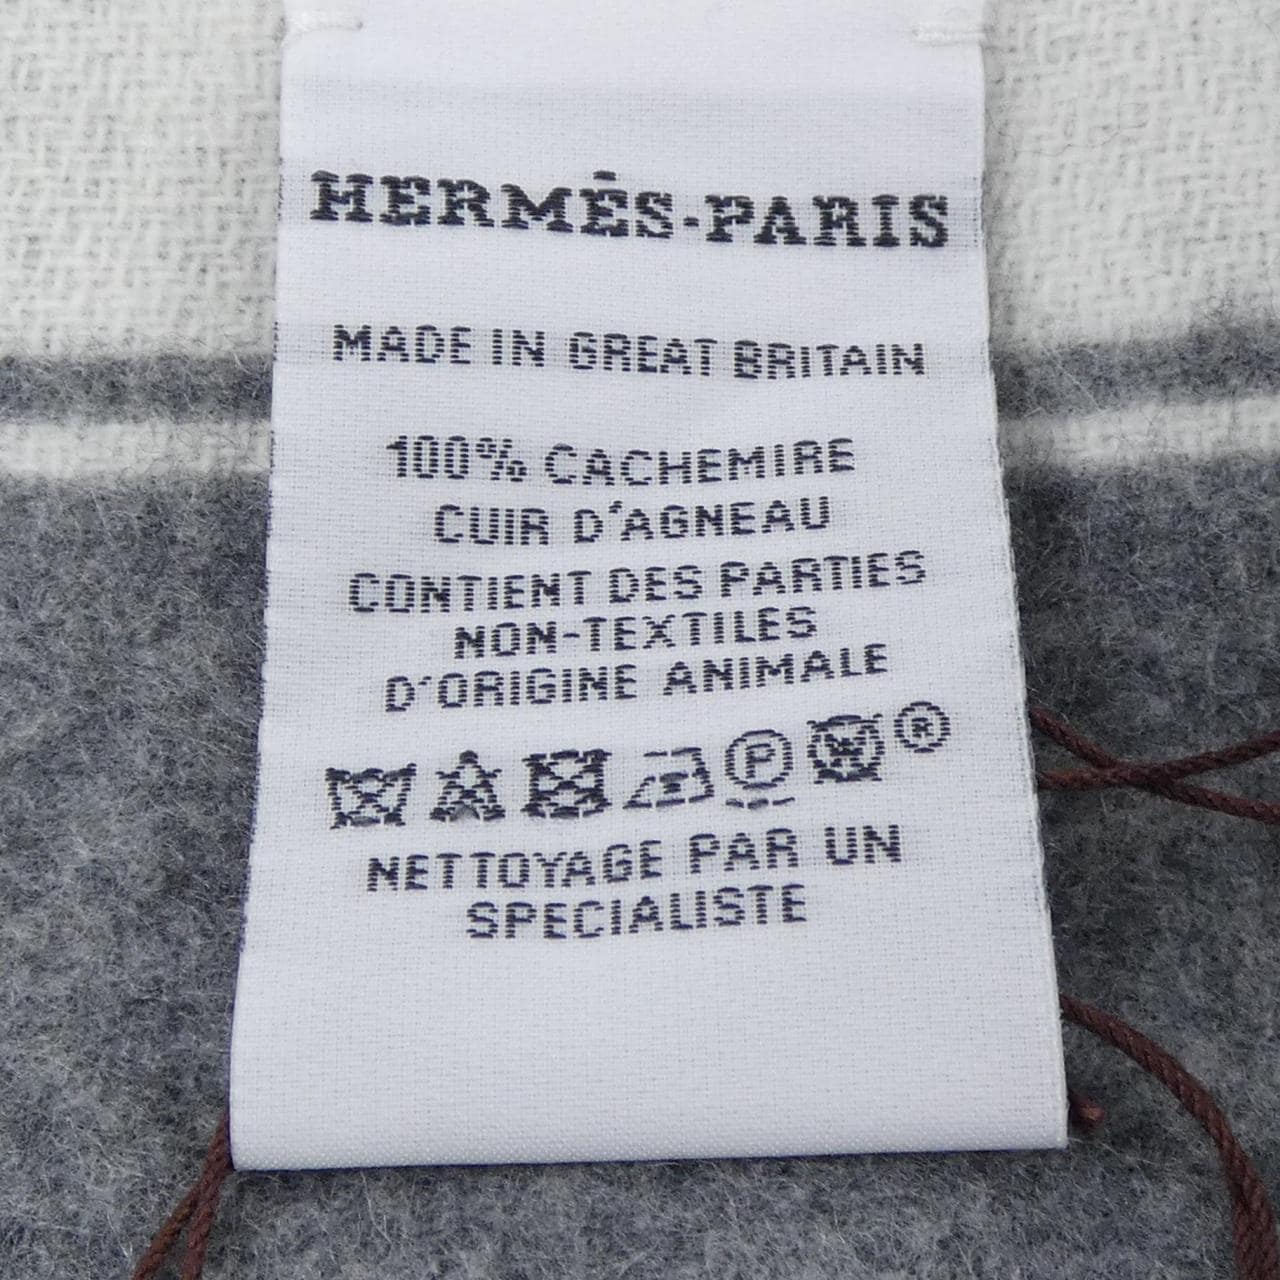 HERMÈS-PARIS
MADE IN GREAT BRITAIN
100% CACHEMIRE
CUIR D'AGNEAU
CONTIENT DES PARTIES
NON-TEXTILES
D'ORIGINE ANIMALE
P W ®
NETTOYAGE PAR UN
SPECIALISTE